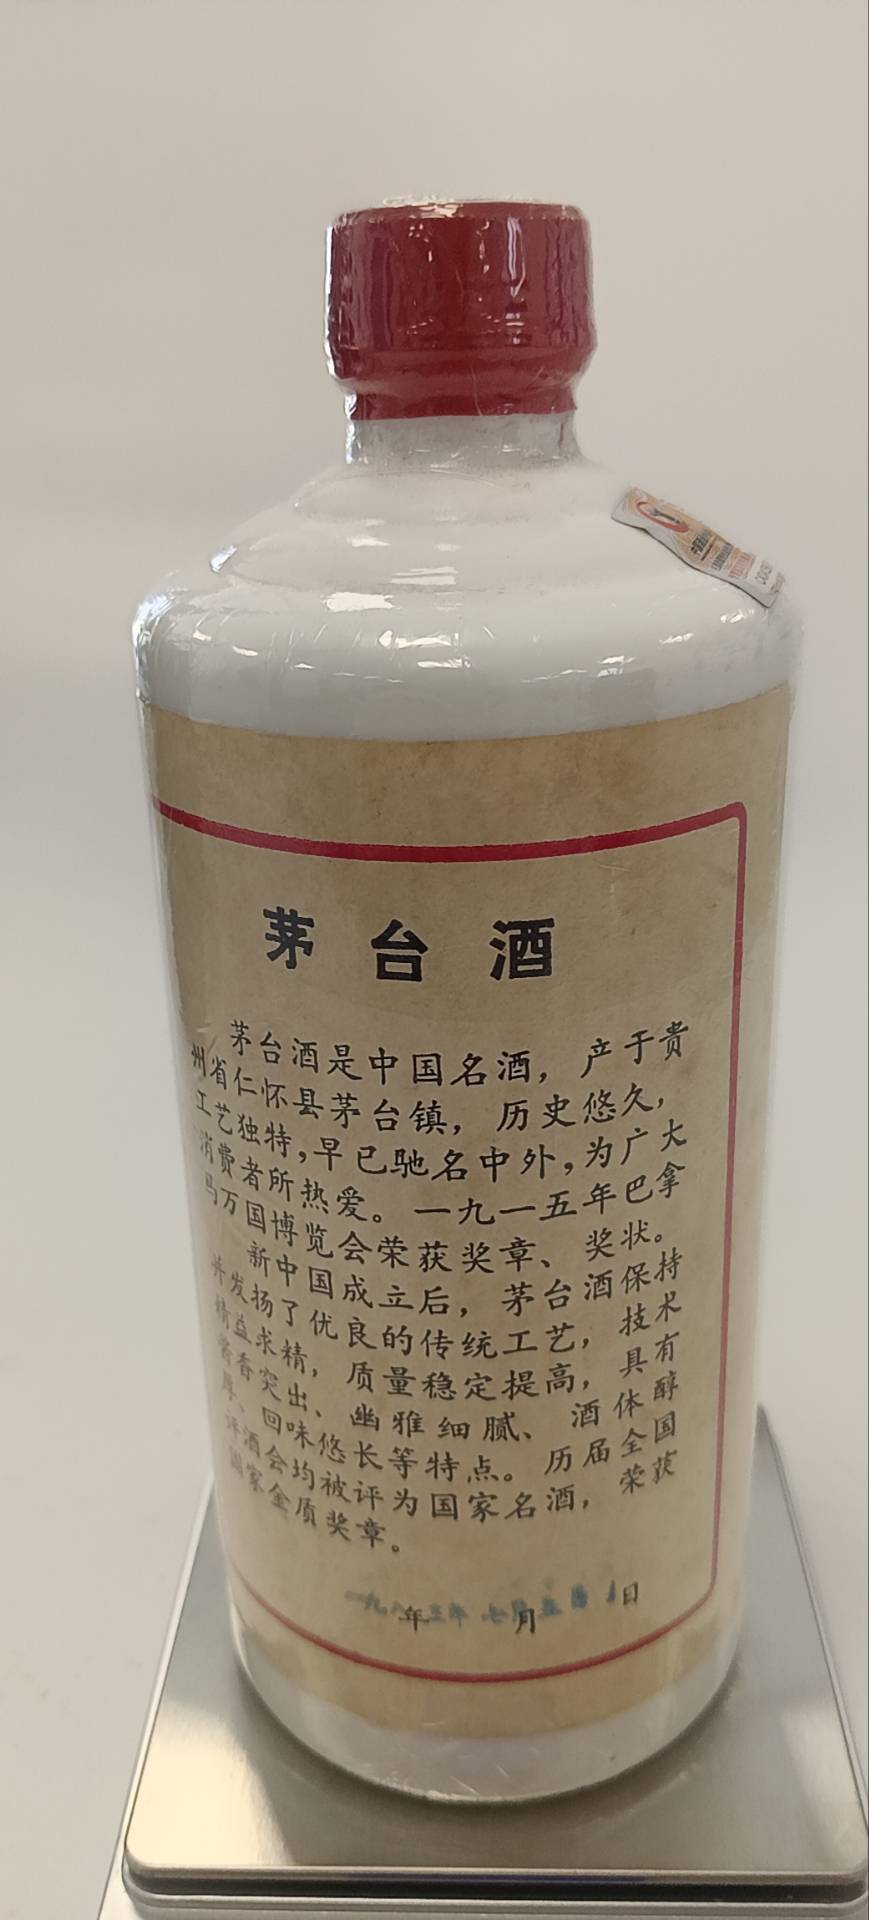 茅台酒
茅台酒是中国名酒，产于贵
州省仁怀县茅台镇，历史悠久，
工艺独特，早已驰名中外，为广大
消费者所热爱。一九一五年巴拿
马万国博览会荣获奖章、奖状。
新中国成立后，茅台酒保持
并发扬了优良的传统工艺，技术
精益求精，质量稳定提高，具有
酱香突出、幽雅细腻、酒体醇
厚、回味悠长等特点。历届全国
评酒会均被评为国家名酒，荣获
国家金质奖章。
年 月 日